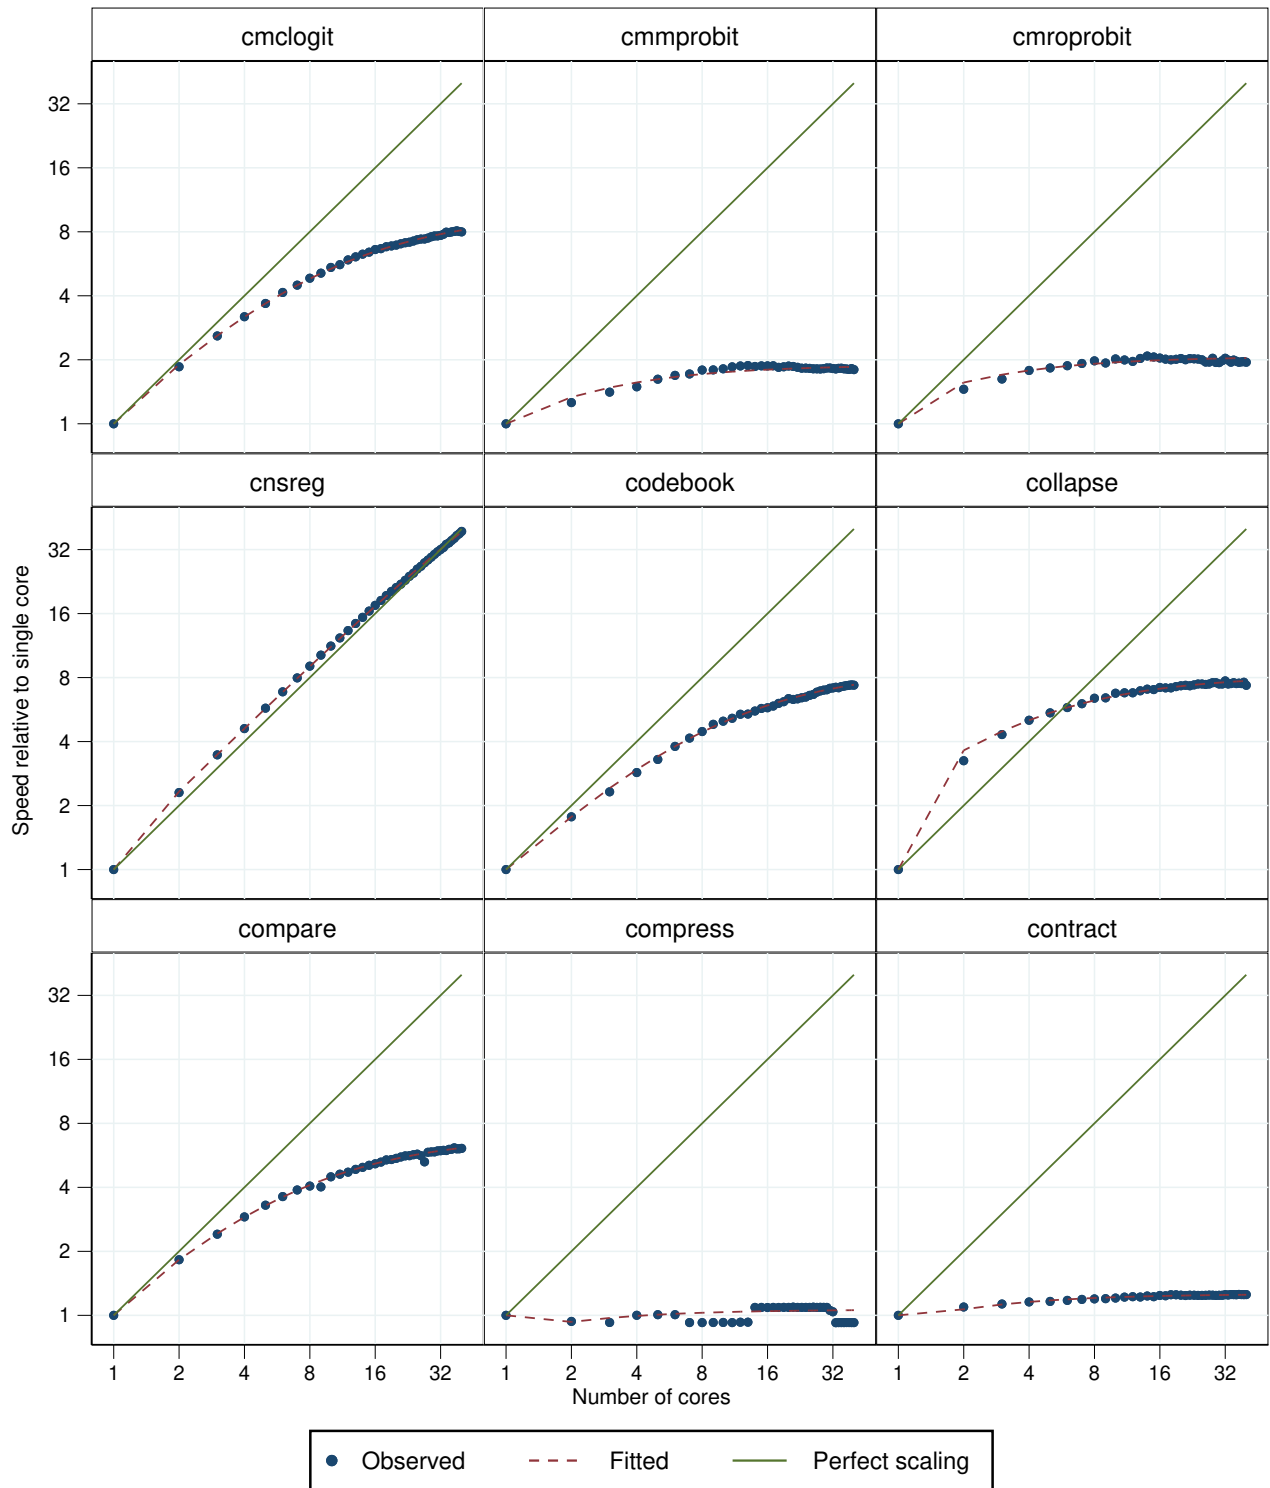 cmclogit cmmprobit cmroprobit
32
16
8
4
2
1
cnsreg codebook collapse
32
16
8
4
2
1
Speed relative to single core
compare compress contract
32
16
8
4
2
1
1 2 4 8 16 32 1 2 4 8 16 32 1 2 4 8 16 32
Number of cores
Observed Fitted Perfect scaling